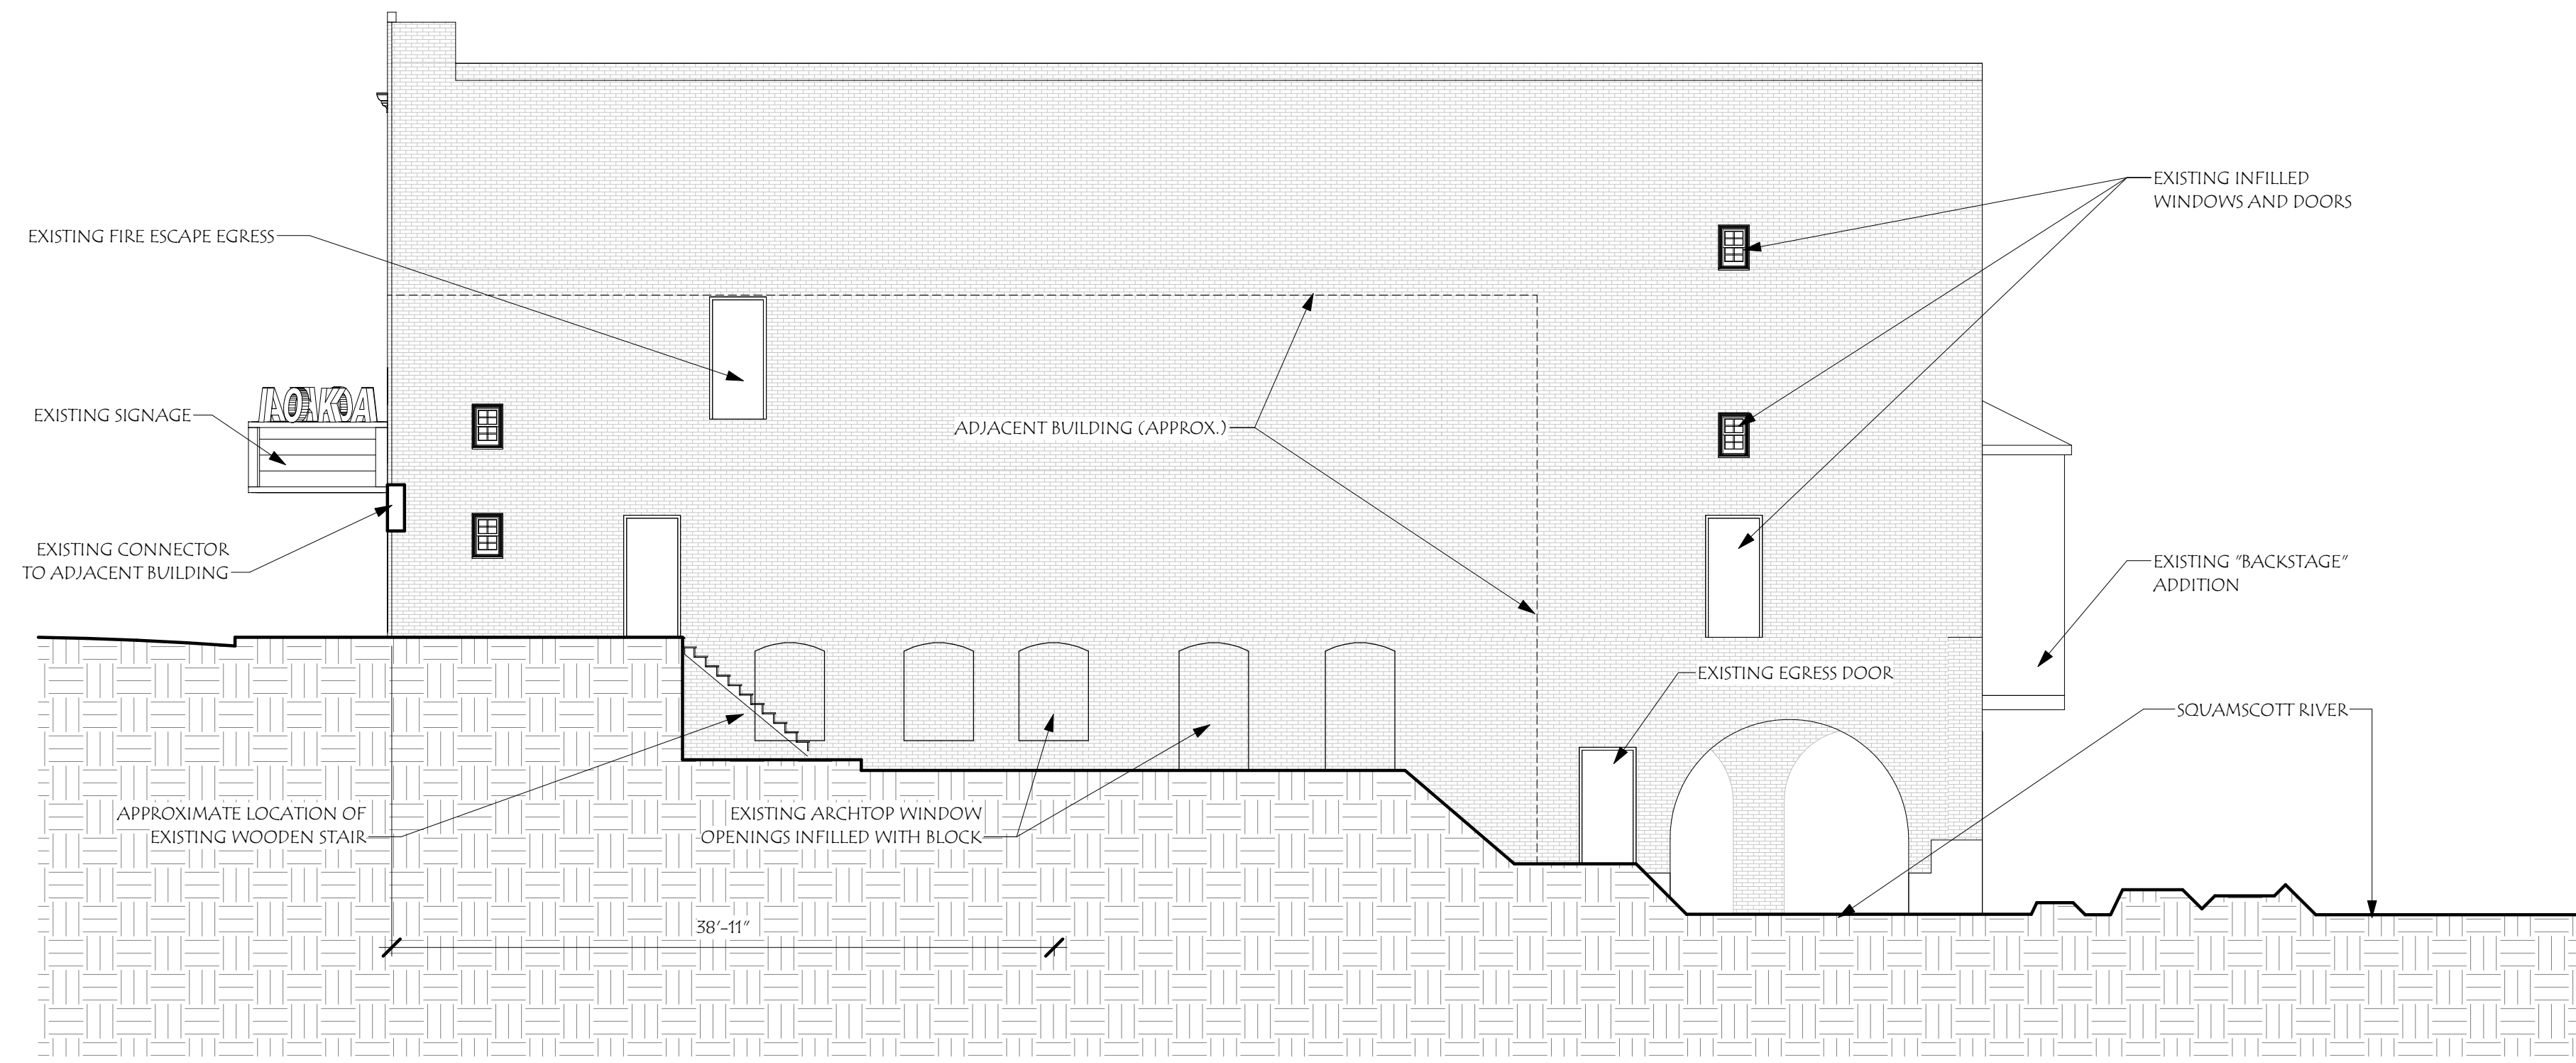 EXISTING INFILLED
WINDOWS AND DOORS
EXISTING FIRE ESCAPE EGRESS
EXISTING SIGNAGE
ADJACENT BUILDING (APPROX.)
EXISTING CONNECTOR
TO ADJACENT BUILDING
EXISTING "BACKSTAGE"
ADDITION
EXISTING EGRESS DOOR
SQUAMSCOTT RIVER
APPROXIMATE LOCATION OF
EXISTING WOODEN STAIR
EXISTING ARCHTOP WINDOW
OPENINGS INFILLED WITH BLOCK
38'-11"